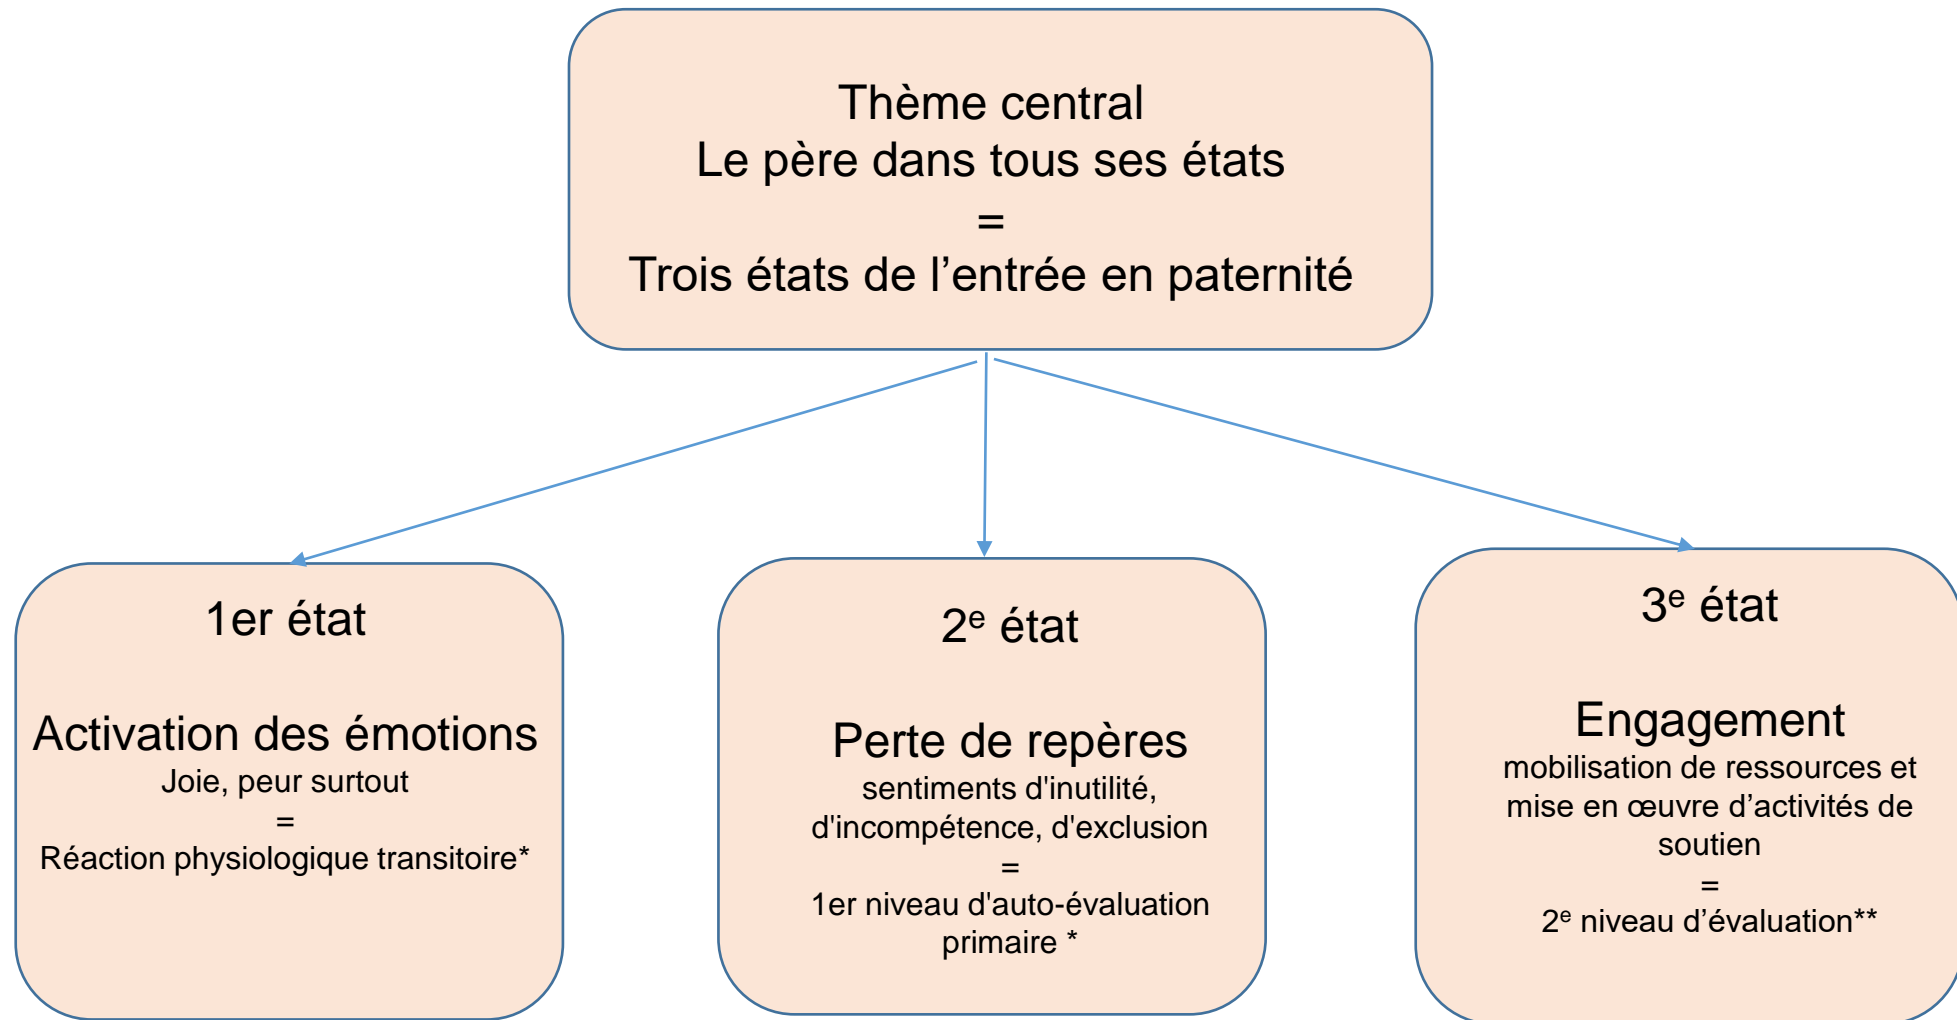 Thème central
Le père dans tous ses états
=
Trois états de l’entrée en paternité
1er état
Activation des émotions
Joie, peur surtout
=
Réaction physiologique transitoire*
2ᵉ état
Perte de repères
sentiments d'inutilité,
d'incompétence, d'exclusion
=
1er niveau d'auto-évaluation
primaire *
3ᵉ état
Engagement
mobilisation de ressources et
mise en œuvre d’activités de
soutien
=
2ᵉ niveau d’évaluation**